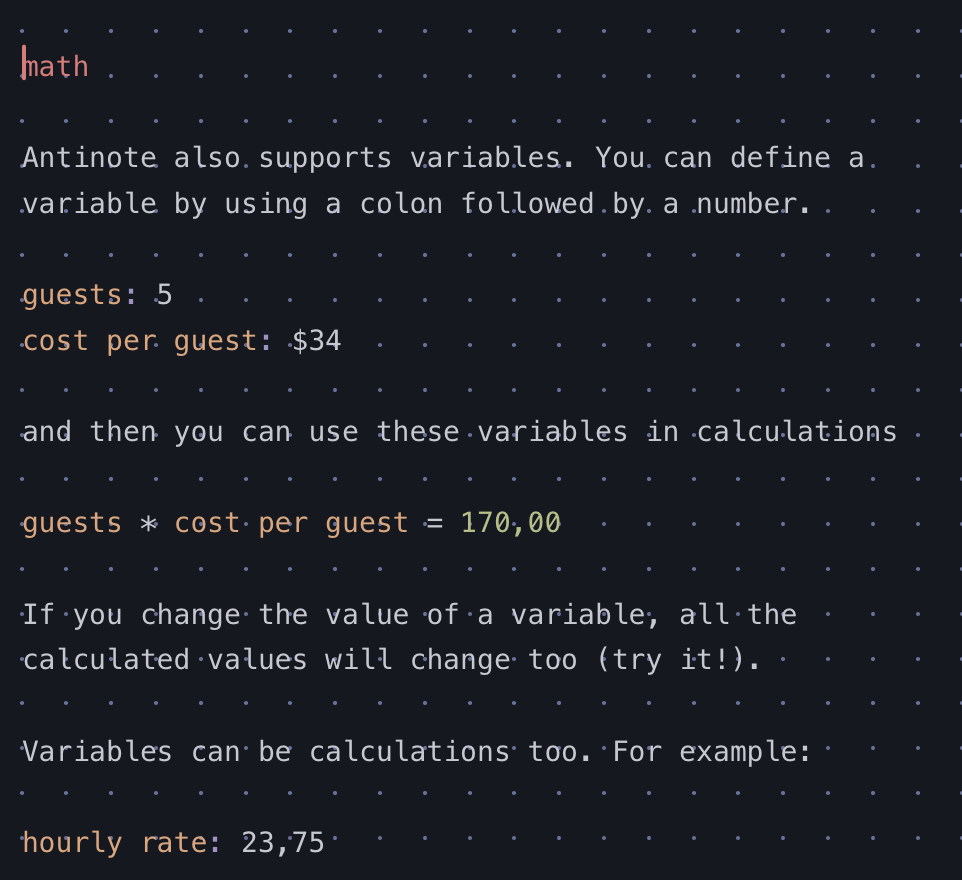 math
Antinote also supports variables. You can define a
variable by using a colon followed by a number.
guests: 5
cost per guest: $34
and then you can use these variables in calculations
guests * cost per guest = 170,00
If you change the value of a variable, all the
calculated values will change too (try it!).
Variables can be calculations too. For example:
hourly rate: 23,75